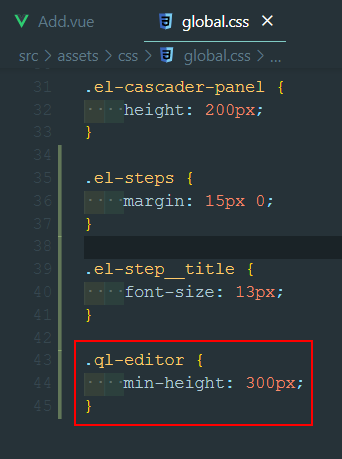 Add.vue global.css ×
src > assets > css > global.css > ...
31 .el-cascader-panel {
32 height: 200px;
33 }
34
35 .el-steps {
36 margin: 15px 0;
37 }
38
39 .el-step__title {
40 font-size: 13px;
41 }
42
43 .ql-editor {
44 min-height: 300px;
45 }